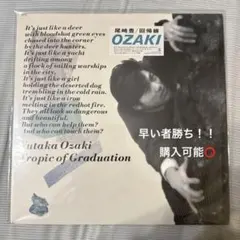 It's just like a deer
with bloodshot green eyes
chased into the corner
by the deer hunters.
It's just like a yacht
drifting among
a flock of sailing warships
in the city.
It's just like a girl
holding the deserted dog
trembling in the cold rain.
It's just like a iron
melting in the redhot fire.
They all look so dangerous
and beautiful.
But who can help them?
And who can teach them?
utaka Ozaki
ropic of Graduation
尾崎豊/回帰線
OZAKI
早い者勝ち！！
購入可能⭕